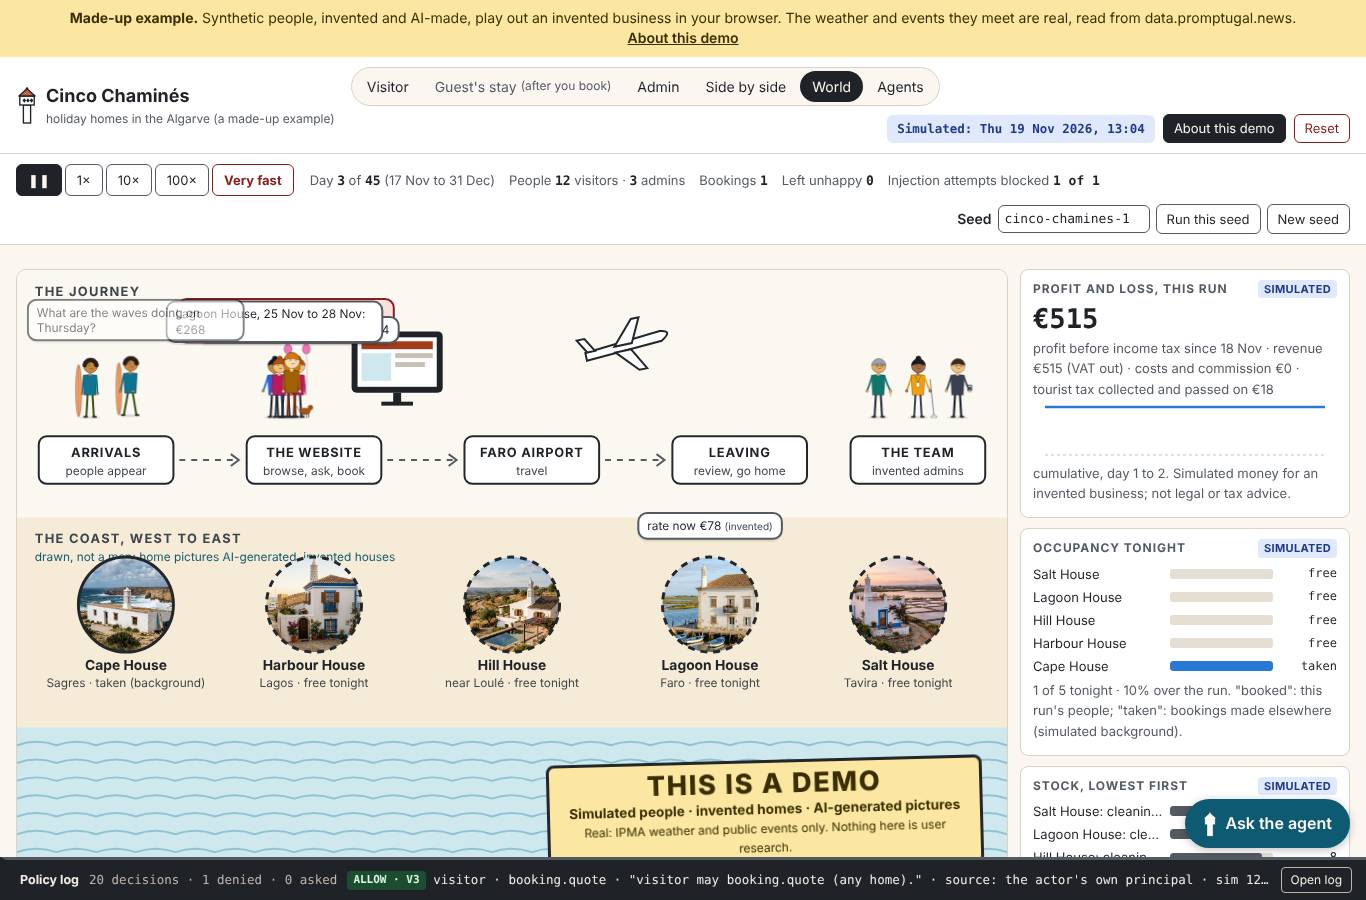 Made-up example. Synthetic people, invented and AI-made, play out an invented business in your browser. The weather and events they meet are real, read from data.promptugal.news.
About this demo
Cinco Chaminés
holiday homes in the Algarve (a made-up example)
Visitor
Guest's stay (after you book)
Admin
Side by side
World
Agents
Simulated: Thu 19 Nov 2026, 13:04
About this demo
Reset
1×
10×
100×
Very fast
Day 3 of 45 (17 Nov to 31 Dec)
People 12 visitors · 3 admins
Bookings 1
Left unhappy 0
Injection attempts blocked 1 of 1
Seed
cinco-chamines-1
Run this seed
New seed
THE JOURNEY
What are the waves doing on
Thursday?
Lagoon House, 25 Nov to 28 Nov:
€268
4
ARRIVALS
people appear
THE WEBSITE
browse, ask, book
FARO AIRPORT
travel
LEAVING
review, go home
THE TEAM
invented admins
THE COAST, WEST TO EAST
drawn, not a map; home pictures AI-generated, invented houses
rate now €78 (invented)
Cape House
Sagres · taken (background)
Harbour House
Lagos · free tonight
Hill House
near Loulé · free tonight
Lagoon House
Faro · free tonight
Salt House
Tavira · free tonight
THIS IS A DEMO
Simulated people · invented homes · AI-generated pictures
Real: IPMA weather and public events only. Nothing here is user
research.
PROFIT AND LOSS, THIS RUN
SIMULATED
€515
profit before income tax since 18 Nov · revenue
€515 (VAT out) · costs and commission €0 ·
tourist tax collected and passed on €18
cumulative, day 1 to 2. Simulated money for an
invented business; not legal or tax advice.
OCCUPANCY TONIGHT
SIMULATED
Salt House free
Lagoon House free
Hill House free
Harbour House free
Cape House taken
1 of 5 tonight · 10% over the run. "booked": this
run's people; "taken": bookings made elsewhere
(simulated background).
STOCK, LOWEST FIRST
SIMULATED
Salt House: cleanin...
Lagoon House: cle...
Hill House: cleanin... 8
Ask the agent
Policy log
20 decisions · 1 denied · 0 asked
ALLOW · V3
visitor · booking.quote · "visitor may booking.quote (any home)." · source: the actor's own principal · sim 12…
Open log